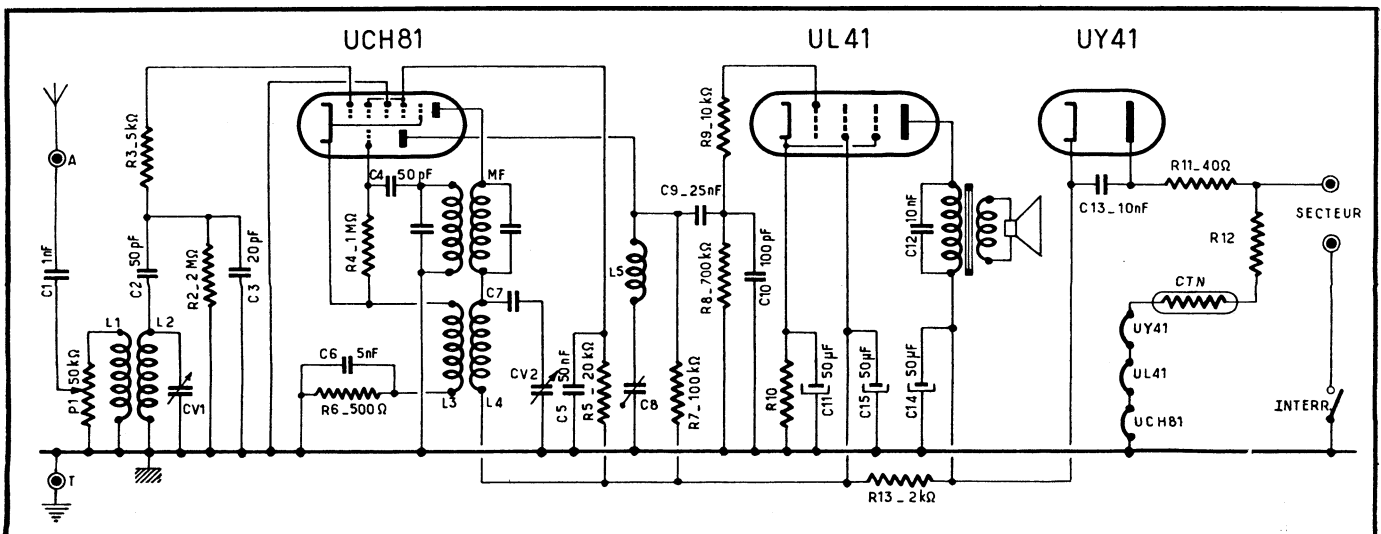 UCH81
UL41
UY41
A
C1 1nF
R3_5kΩ
C2 50pF
R2_2MΩ
C3 20pF
P1 50kΩ
L1
L2
CV1
T
C4 50pF
MF
R4_1MΩ
C6 5nF
R6_500Ω
L3
L4
C7
CV2
C5 50nF
R5_20kΩ
L5
C8
R7_100kΩ
C9_25nF
R9_10kΩ
R8_700kΩ
C10 100pF
R10
C11 50µF
C15 50µF
C14 50µF
C12 10nF
R13_2kΩ
C13_10nF
R11_40Ω
SECTEUR
R12
CTN
UY41
UL41
UCH81
INTERR.